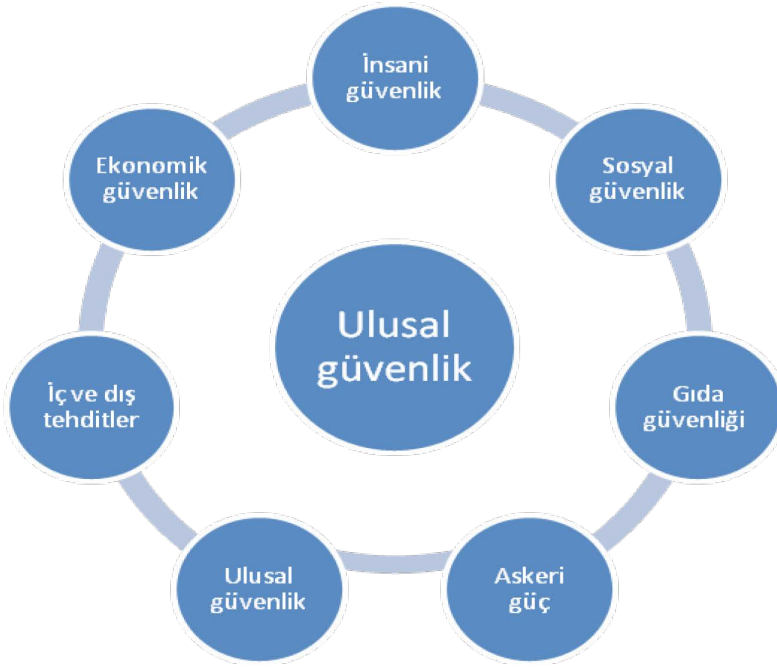 İnsani
güvenlik
Ekonomik
güvenlik
Sosyal
güvenlik
Ulusal
güvenlik
İç ve dış
tehditler
Gıda
güvenliği
Ulusal
güvenlik
Askeri
güç